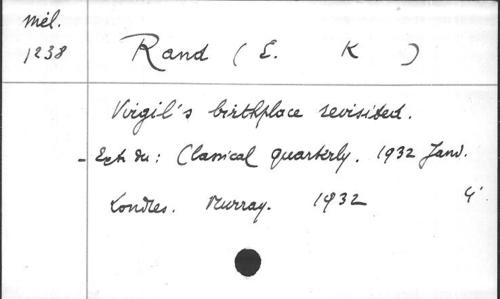 Mél.
1238
Rand (E. K )
Virgil's birthplace revisited.
- Ext. du : Classical quarterly. 1932 Janv.
Londres. Murray. 1932 4°